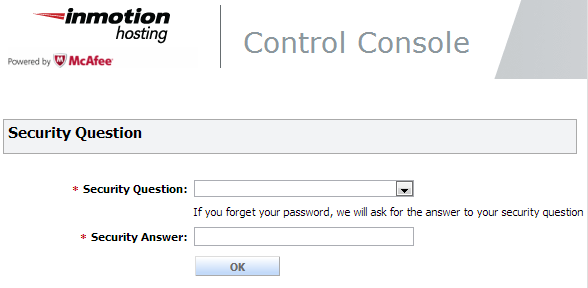 inmotion
hosting
Powered by McAfee
Control Console
Security Question
* Security Question:
If you forget your password, we will ask for the answer to your security question
* Security Answer:
OK